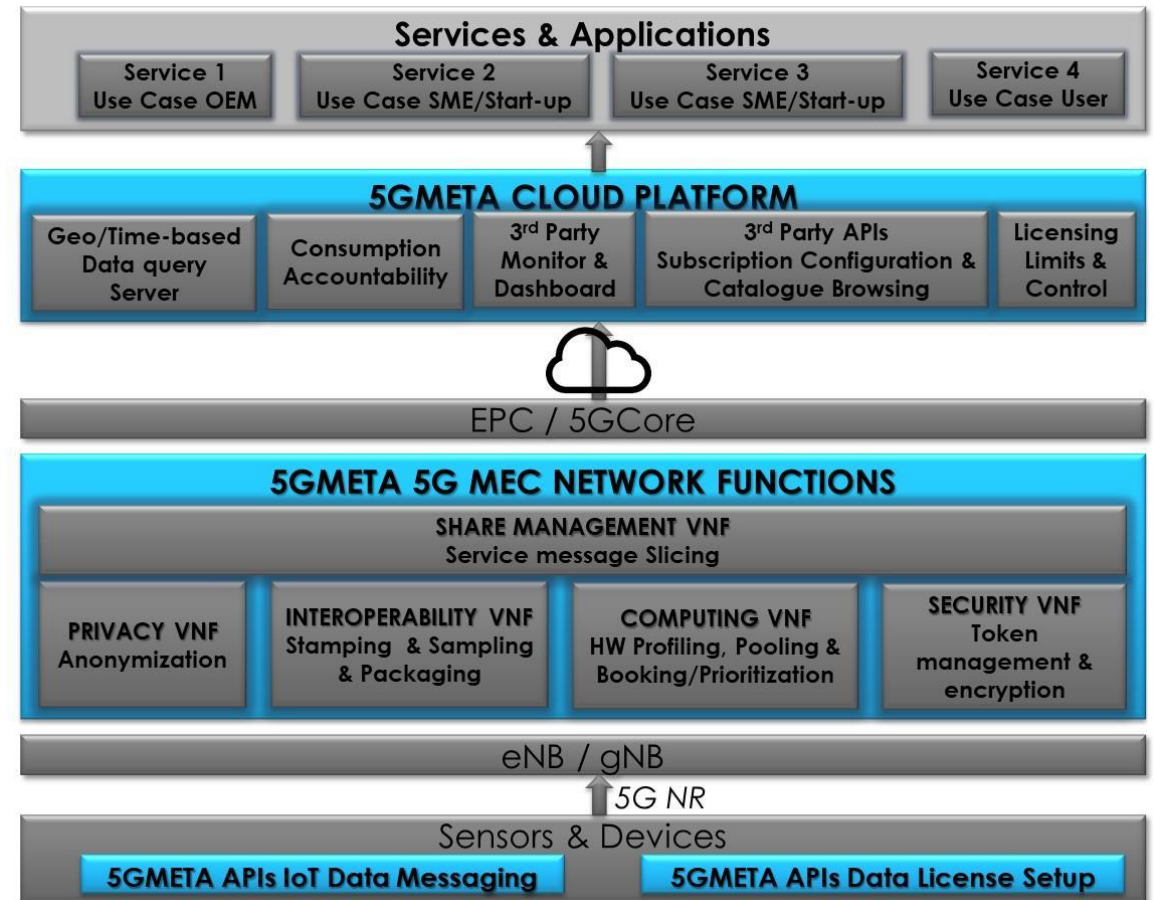 Services & Applications
Service 1
Use Case OEM
Service 2
Use Case SME/Start-up
Service 3
Use Case SME/Start-up
Service 4
Use Case User
5GMETA CLOUD PLATFORM
Geo/Time-based
Data query
Server
Consumption
Accountability
3rd Party
Monitor &
Dashboard
3rd Party APIs
Subscription Configuration &
Catalogue Browsing
Licensing
Limits &
Control
EPC / 5GCore
5GMETA 5G MEC NETWORK FUNCTIONS
SHARE MANAGEMENT VNF
Service message Slicing
PRIVACY VNF
Anonymization
INTEROPERABILITY VNF
Stamping & Sampling
& Packaging
COMPUTING VNF
HW Profiling, Pooling &
Booking/Prioritization
SECURITY VNF
Token
management &
encryption
eNB / gNB
5G NR
Sensors & Devices
5GMETA APIs IoT Data Messaging
5GMETA APIs Data License Setup